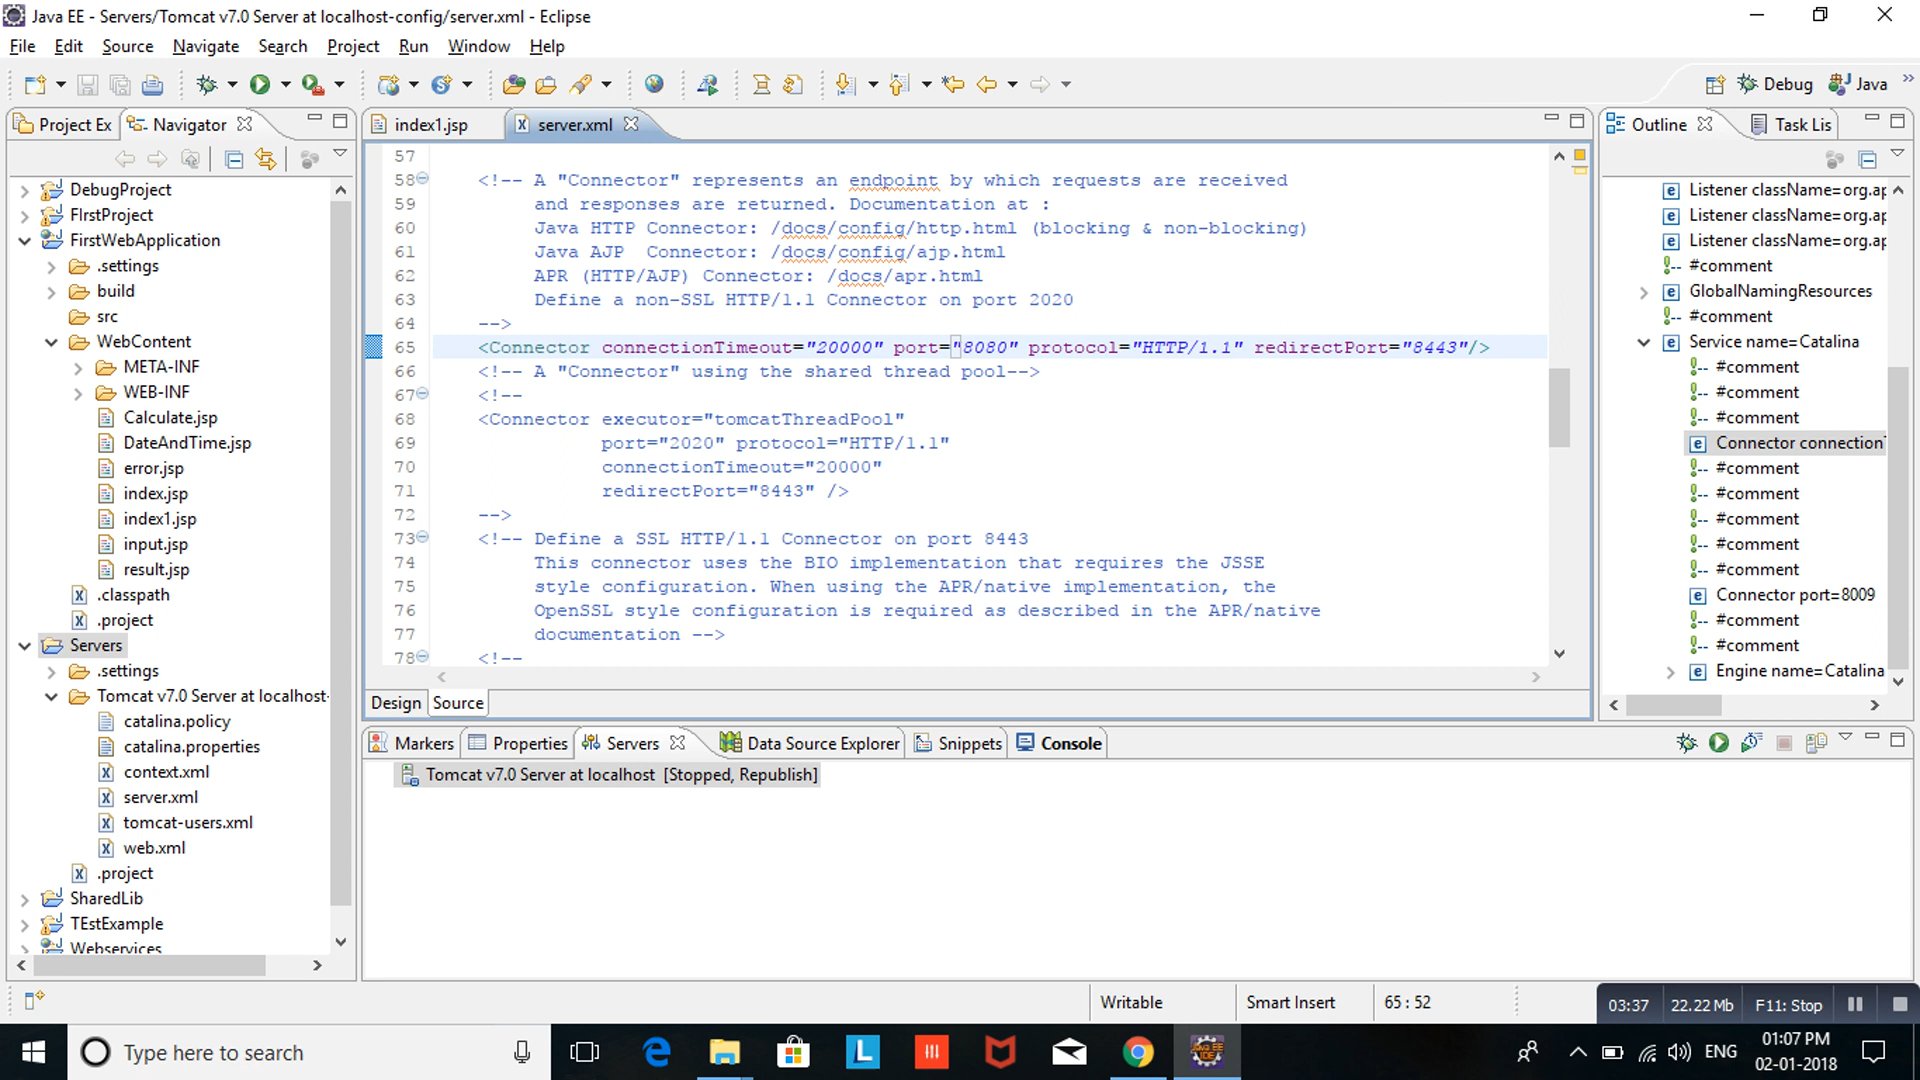 Java EE - Servers/Tomcat v7.0 Server at localhost-config/server.xml - Eclipse
File Edit Source Navigate Search Project Run Window Help
Debug Java
Project Ex Navigator
index1.jsp server.xml
Outline Task Lis
DebugProject
FIrstProject
FirstWebApplication
.settings
build
src
WebContent
META-INF
WEB-INF
Calculate.jsp
DateAndTime.jsp
error.jsp
index.jsp
index1.jsp
input.jsp
result.jsp
.classpath
.project
Servers
.settings
Tomcat v7.0 Server at localhost-
catalina.policy
catalina.properties
context.xml
server.xml
tomcat-users.xml
web.xml
.project
SharedLib
TEstExample
Webservices
57
58 <!-- A "Connector" represents an endpoint by which requests are received
59 and responses are returned. Documentation at :
60 Java HTTP Connector: /docs/config/http.html (blocking & non-blocking)
61 Java AJP  Connector: /docs/config/ajp.html
62 APR (HTTP/AJP) Connector: /docs/apr.html
63 Define a non-SSL HTTP/1.1 Connector on port 2020
64 -->
65 <Connector connectionTimeout="20000" port="8080" protocol="HTTP/1.1" redirectPort="8443"/>
66 <!-- A "Connector" using the shared thread pool-->
67 <!--
68 <Connector executor="tomcatThreadPool"
69 port="2020" protocol="HTTP/1.1"
70 connectionTimeout="20000"
71 redirectPort="8443" />
72 -->
73 <!-- Define a SSL HTTP/1.1 Connector on port 8443
74 This connector uses the BIO implementation that requires the JSSE
75 style configuration. When using the APR/native implementation, the
76 OpenSSL style configuration is required as described in the APR/native
77 documentation -->
78 <!--
Design Source
Listener className=org.ap
Listener className=org.ap
Listener className=org.ap
#comment
GlobalNamingResources
#comment
Service name=Catalina
#comment
#comment
#comment
Connector connection
#comment
#comment
#comment
#comment
#comment
Connector port=8009
#comment
#comment
Engine name=Catalina
Markers Properties Servers Data Source Explorer Snippets Console
Tomcat v7.0 Server at localhost [Stopped, Republish]
Writable Smart Insert 65 : 52
03:37 22.22 Mb F11: Stop
Type here to search
ENG
01:07 PM
02-01-2018